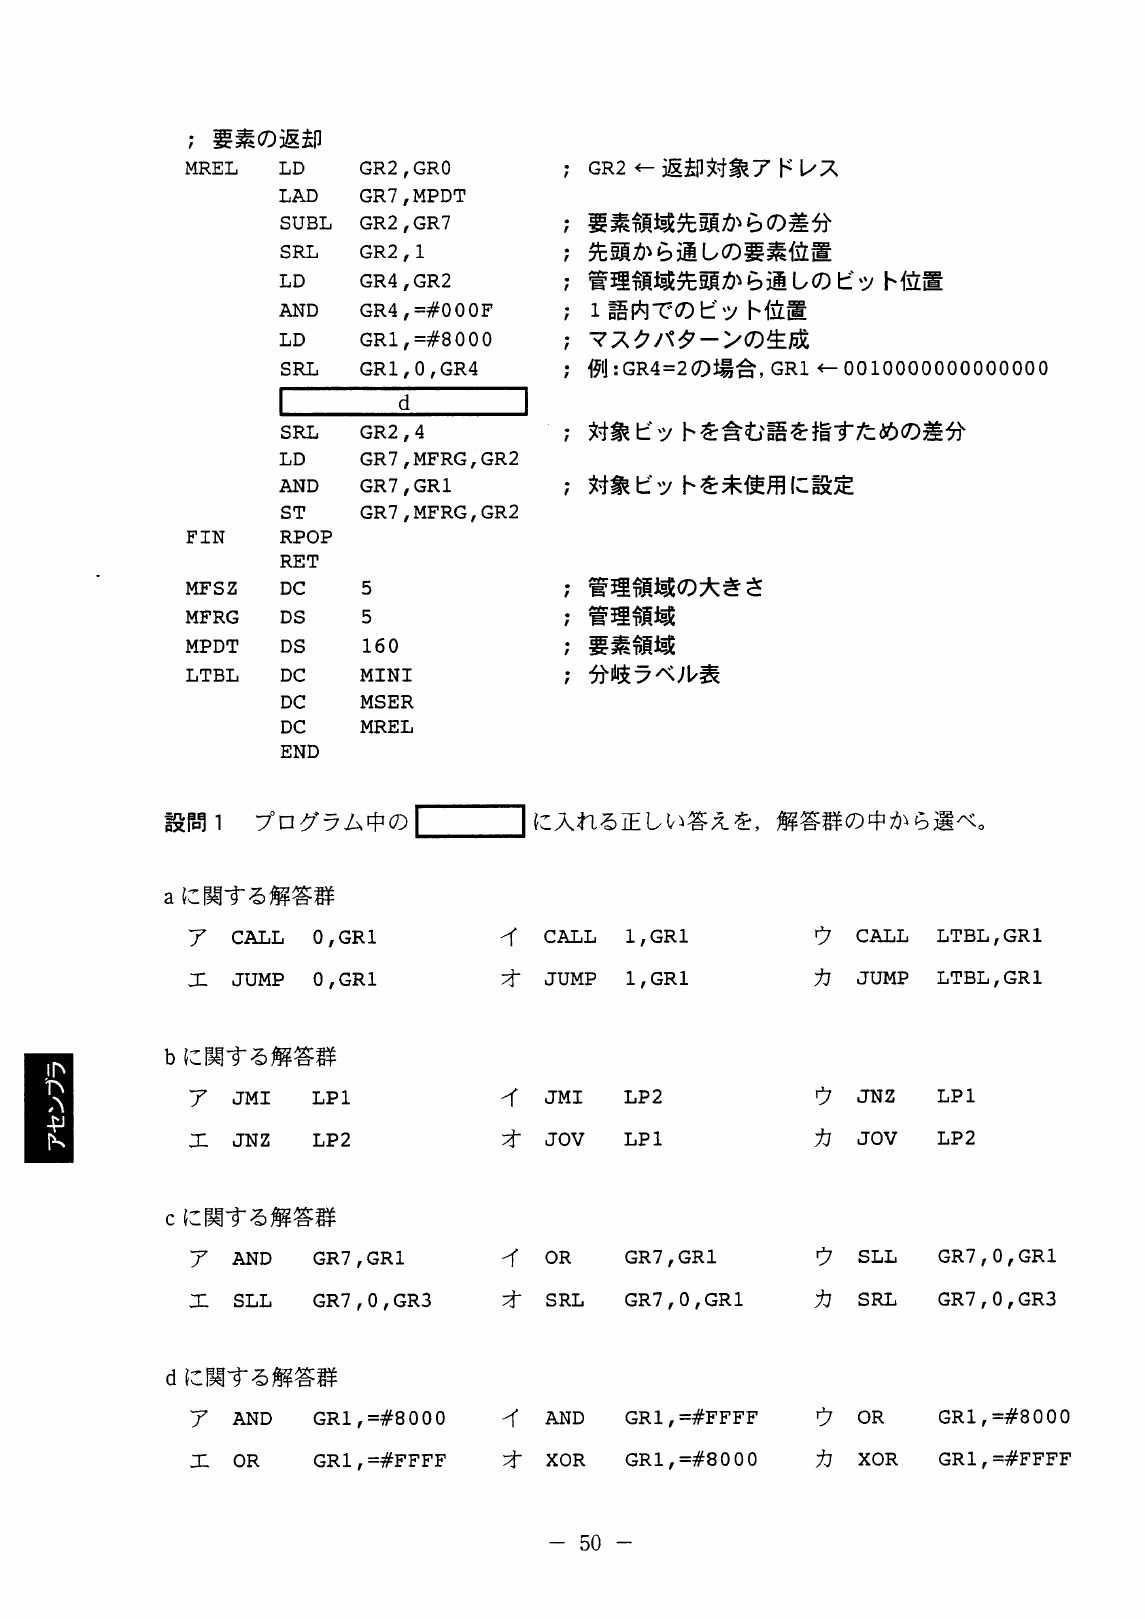 ; 要素の返却
MREL LD GR2,GR0 ; GR2 ← 返却対象アドレス
LAD GR7,MPDT
SUBL GR2,GR7 ; 要素領域先頭からの差分
SRL GR2,1 ; 先頭から通しの要素位置
LD GR4,GR2 ; 管理領域先頭から通しのビット位置
AND GR4,=#000F ; 1語内でのビット位置
LD GR1,=#8000 ; マスクパターンの生成
SRL GR1,0,GR4 ; 例:GR4=2の場合,GR1 ← 0010000000000000
d
SRL GR2,4 ; 対象ビットを含む語を指すための差分
LD GR7,MFRG,GR2
AND GR7,GR1 ; 対象ビットを未使用に設定
ST GR7,MFRG,GR2
FIN RPOP
RET
MFSZ DC 5 ; 管理領域の大きさ
MFRG DS 5 ; 管理領域
MPDT DS 160 ; 要素領域
LTBL DC MINI ; 分岐ラベル表
DC MSER
DC MREL
END
設問1 プログラム中の に入れる正しい答えを,解答群の中から選べ。
aに関する解答群
ア CALL 0,GR1 イ CALL 1,GR1 ウ CALL LTBL,GR1
エ JUMP 0,GR1 オ JUMP 1,GR1 カ JUMP LTBL,GR1
bに関する解答群
ア JMI LP1 イ JMI LP2 ウ JNZ LP1
エ JNZ LP2 オ JOV LP1 カ JOV LP2
cに関する解答群
ア AND GR7,GR1 イ OR GR7,GR1 ウ SLL GR7,0,GR1
エ SLL GR7,0,GR3 オ SRL GR7,0,GR1 カ SRL GR7,0,GR3
dに関する解答群
ア AND GR1,=#8000 イ AND GR1,=#FFFF ウ OR GR1,=#8000
エ OR GR1,=#FFFF オ XOR GR1,=#8000 カ XOR GR1,=#FFFF
アセンブラ
— 50 —